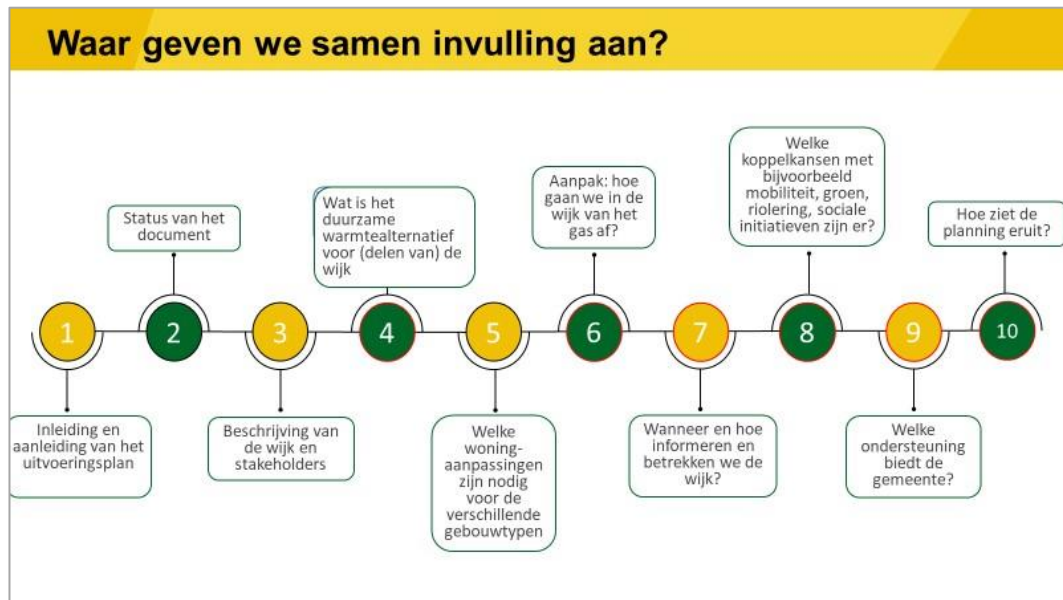 Waar geven we samen invulling aan?
Status van het
document
Wat is het
duurzame
warmtealternatief
voor (delen van) de
wijk
Aanpak: hoe
gaan we in de
wijk van het
gas af?
Welke
koppelkansen met
bijvoorbeeld
mobiliteit, groen,
riolering, sociale
initiatieven zijn er?
Hoe ziet de
planning eruit?
1
2
3
4
5
6
7
8
9
10
Inleiding en
aanleiding van het
uitvoeringsplan
Beschrijving van
de wijk en
stakeholders
Welke
woning-
aanpassingen
zijn nodig
voor de
verschillende
gebouwtypen
Wanneer en hoe
informeren en
betrekken we de
wijk?
Welke
ondersteuning
biedt de
gemeente?